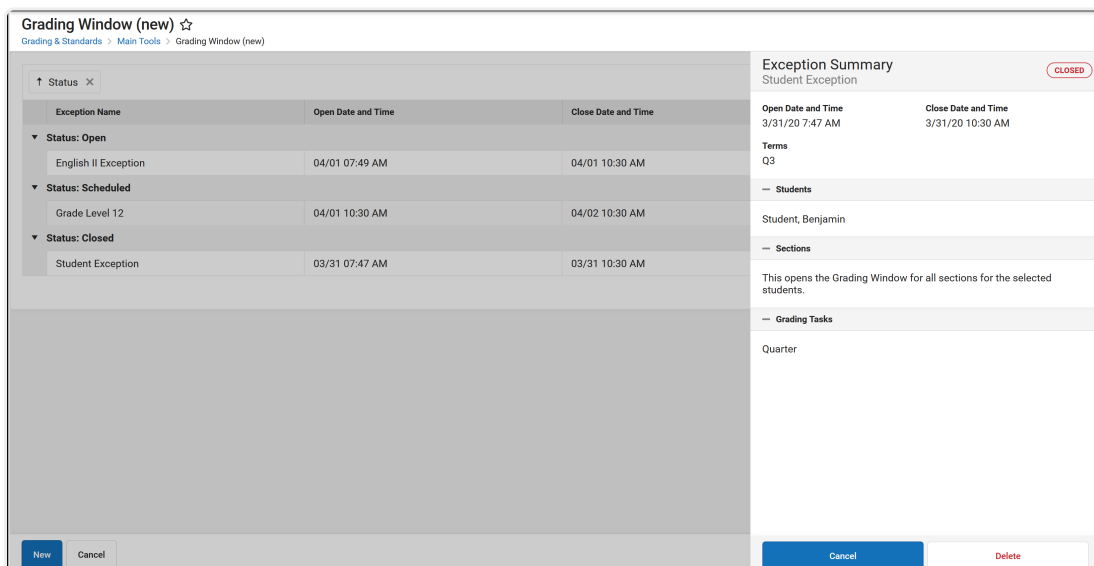 Grading Window (new)
Grading & Standards > Main Tools > Grading Window (new)
↑ Status ×
Exception Name Open Date and Time Close Date and Time
Status: Open
English II Exception 04/01 07:49 AM 04/01 10:30 AM
Status: Scheduled
Grade Level 12 04/01 10:30 AM 04/02 10:30 AM
Status: Closed
Student Exception 03/31 07:47 AM 03/31 10:30 AM
New Cancel
Exception Summary
Student Exception
CLOSED
Open Date and Time Close Date and Time
3/31/20 7:47 AM 3/31/20 10:30 AM
Terms
Q3
Students
Student, Benjamin
Sections
This opens the Grading Window for all sections for the selected
students.
Grading Tasks
Quarter
Cancel Delete